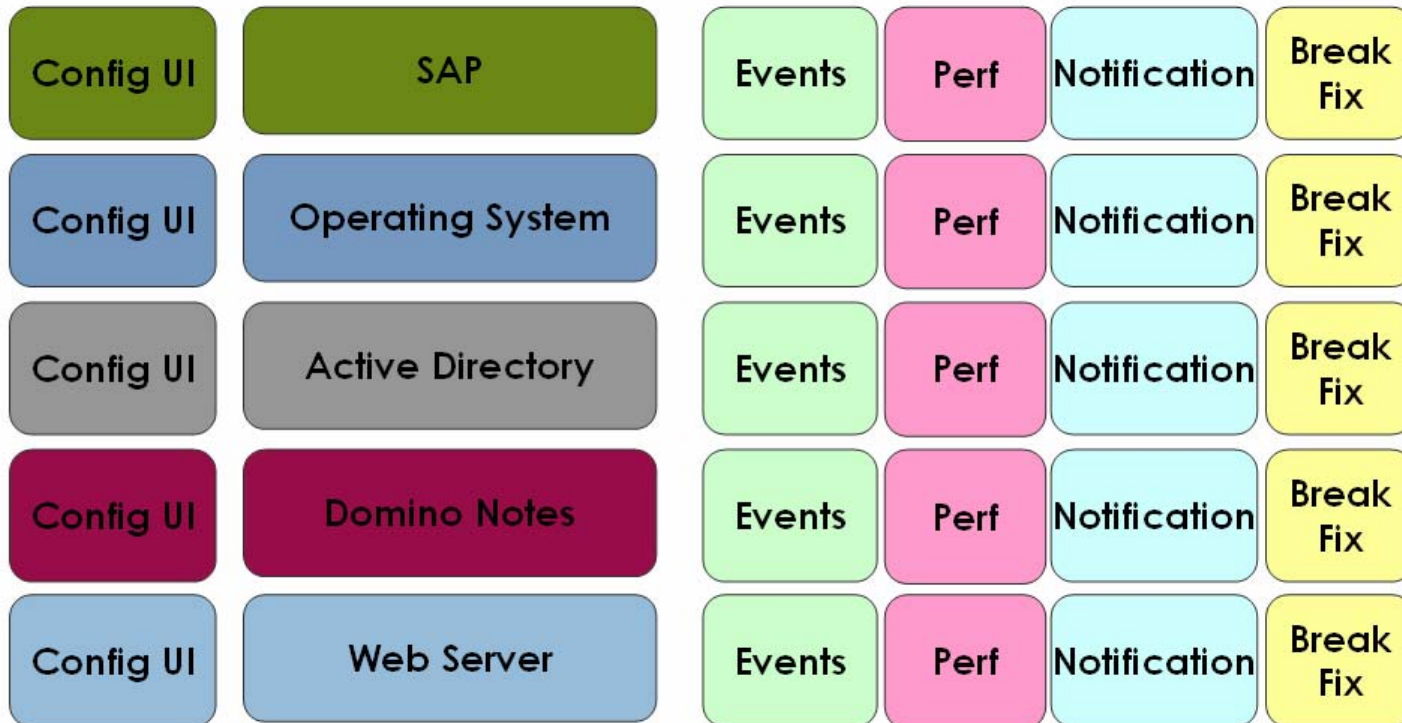 Config UI SAP Events Perf Notification Break
Fix
Config UI Operating System Events Perf Notification Break
Fix
Config UI Active Directory Events Perf Notification Break
Fix
Config UI Domino Notes Events Perf Notification Break
Fix
Config UI Web Server Events Perf Notification Break
Fix